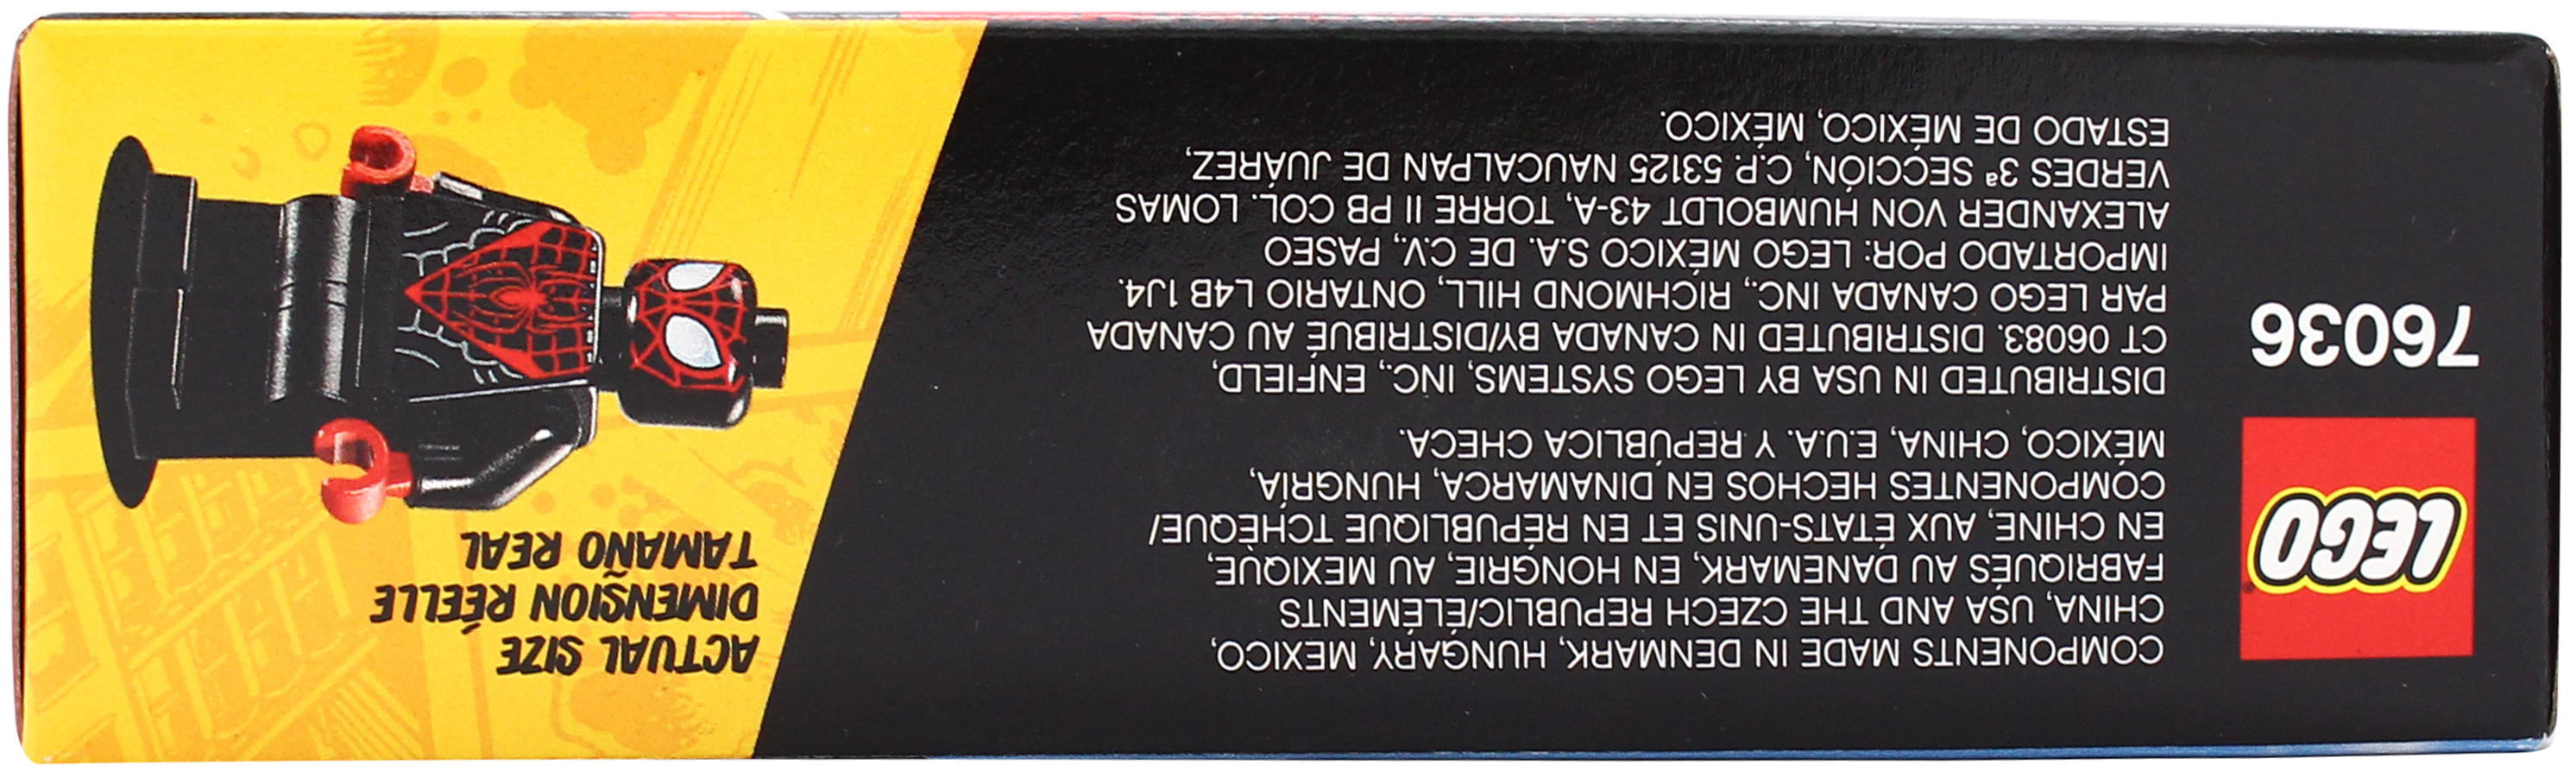 LEGO
76036
COMPONENTS MADE IN DENMARK, HUNGARY, MEXICO,
CHINA, USA AND THE CZECH REPUBLIC/ÉLÉMENTS
FABRIQUÉS AU DANEMARK, EN HONGRIE, AU MEXIQUE,
EN CHINE, AUX ÉTATS-UNIS ET EN RÉPUBLIQUE TCHÈQUE/
COMPONENTES HECHOS EN DINAMARCA, HUNGRÍA,
MÉXICO, CHINA, E.U.A. Y REPÚBLICA CHECA.
DISTRIBUTED IN USA BY LEGO SYSTEMS, INC., ENFIELD,
CT 06083. DISTRIBUTED IN CANADA BY/DISTRIBUÉ AU CANADA
PAR LEGO CANADA INC., RICHMOND HILL, ONTARIO L4B 1J4.
IMPORTADO POR: LEGO MÉXICO S.A. DE C.V., PASEO
ALEXANDER VON HUMBOLDT 43-A, TORRE II PB COL. LOMAS
VERDES 3ª SECCIÓN, C.P. 53125 NAUCALPAN DE JUÁREZ,
ESTADO DE MÉXICO, MÉXICO.
ACTUAL SIZE
DIMENSION RÉELLE
TAMAÑO REAL